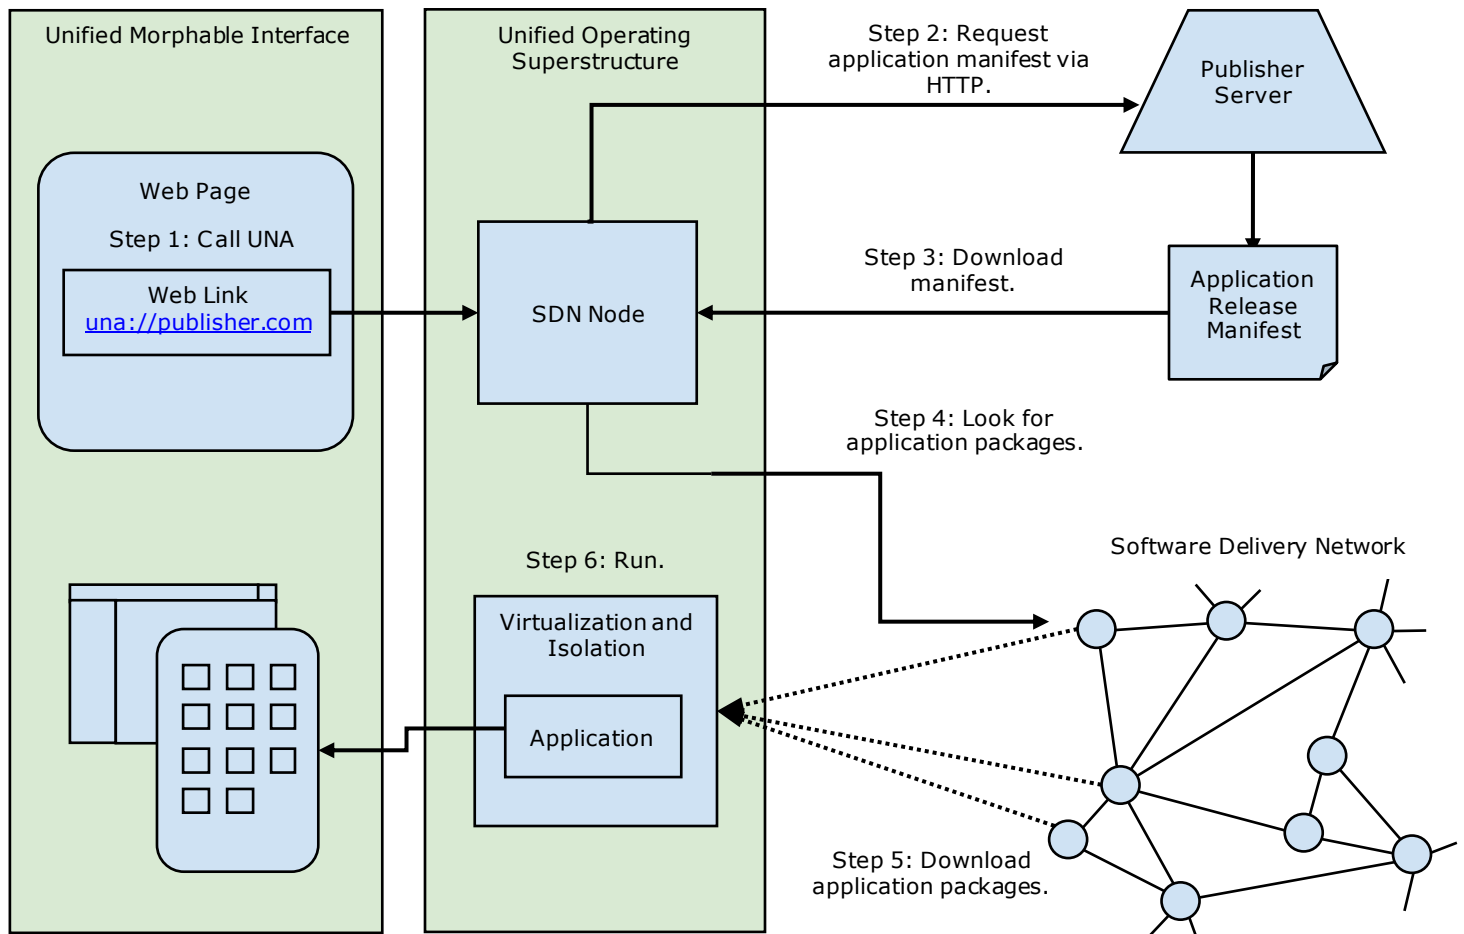 Unified Morphable Interface
Unified Operating
Superstructure
Step 2: Request
application manifest via
HTTP.
Publisher
Server
Web Page
Step 1: Call UNA
Web Link
una://publisher.com
SDN Node
Step 3: Download
manifest.
Application
Release
Manifest
Step 4: Look for
application packages.
Step 6: Run.
Software Delivery Network
Virtualization and
Isolation
Application
Step 5: Download
application packages.